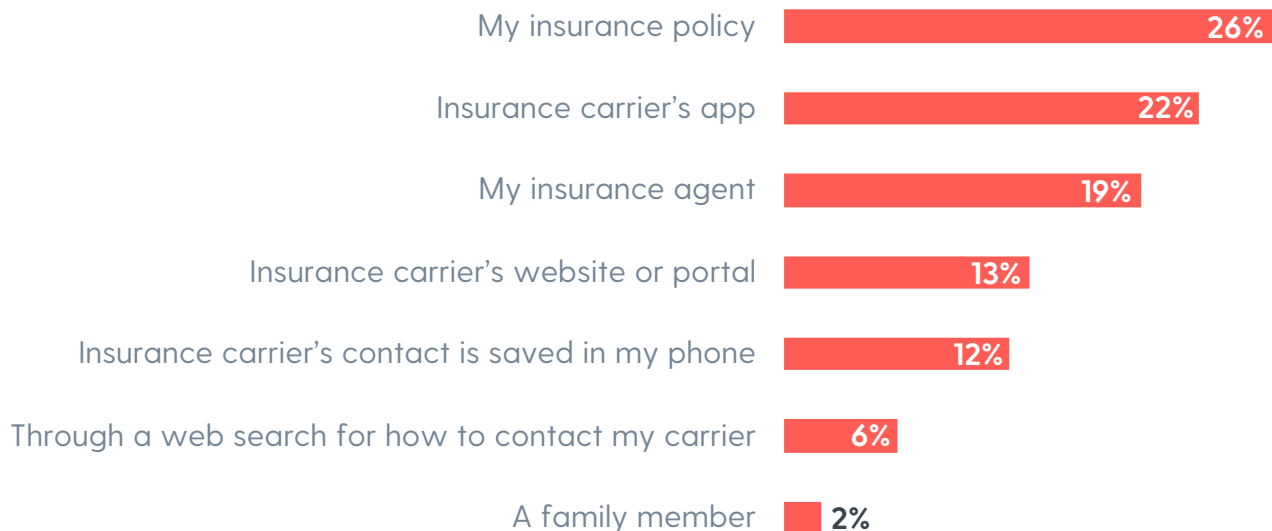 My insurance policy 26%
Insurance carrier’s app 22%
My insurance agent 19%
Insurance carrier’s website or portal 13%
Insurance carrier’s contact is saved in my phone 12%
Through a web search for how to contact my carrier 6%
A family member 2%